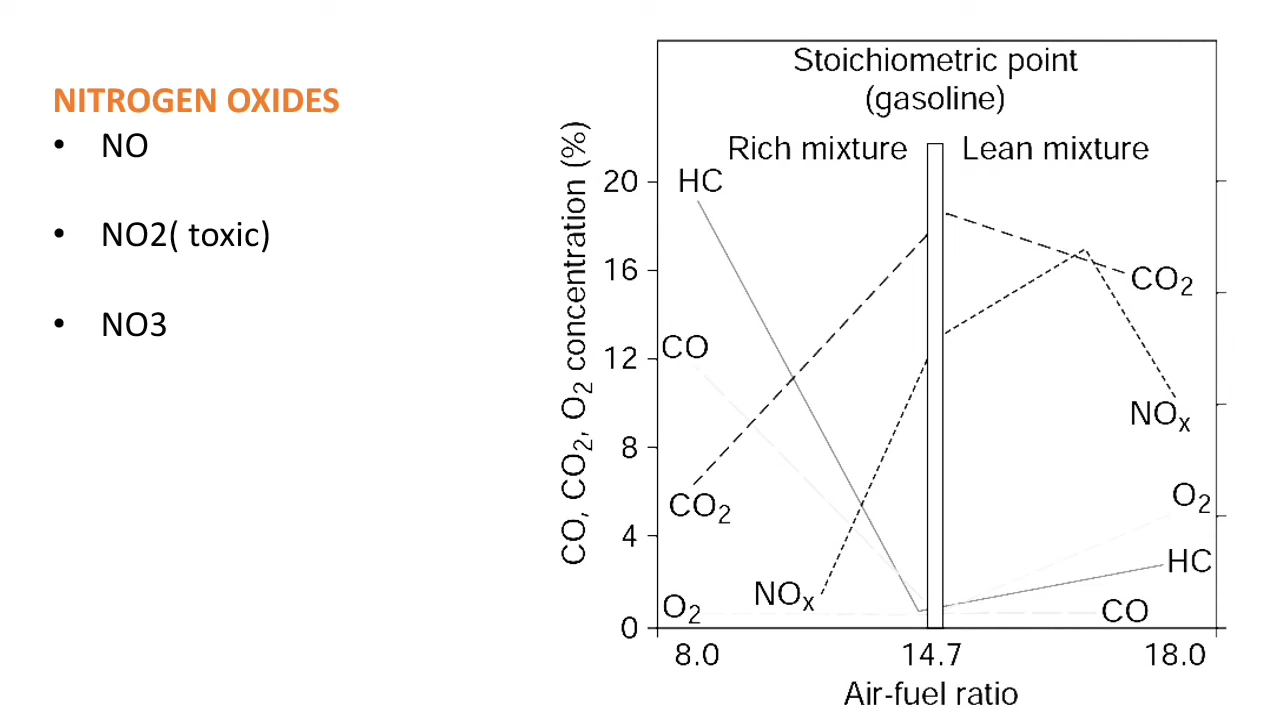 NITROGEN OXIDES
• NO
• NO2( toxic)
• NO3
Stoichiometric point
(gasoline)
Rich mixture
Lean mixture
CO, CO₂, O₂ concentration (%)
20
16
12
8
4
0
HC
CO
CO₂
NOₓ
O₂
CO₂
NOₓ
O₂
HC
CO
8.0
14.7
18.0
Air-fuel ratio